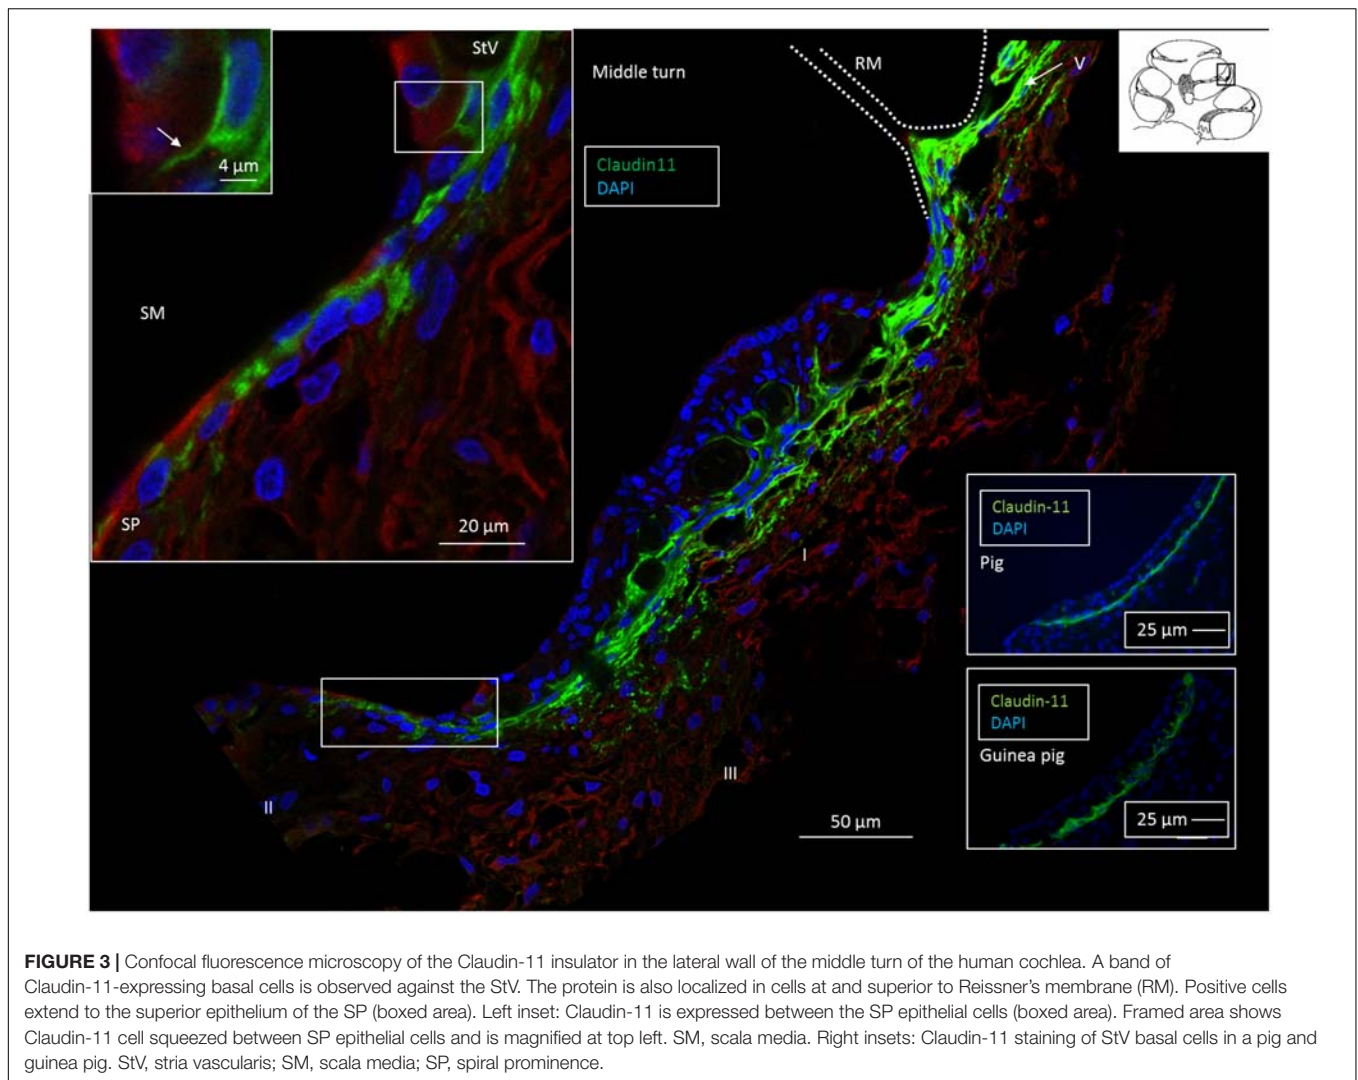 StV
4 µm
SM
SP
20 µm
Middle turn
RM
V
Claudin11
DAPI
I
II
III
50 µm
Claudin-11
DAPI
Pig
25 µm
Claudin-11
DAPI
Guinea pig
25 µm
FIGURE 3 | Confocal fluorescence microscopy of the Claudin-11 insulator in the lateral wall of the middle turn of the human cochlea. A band of
Claudin-11-expressing basal cells is observed against the StV. The protein is also localized in cells at and superior to Reissner’s membrane (RM). Positive cells
extend to the superior epithelium of the SP (boxed area). Left inset: Claudin-11 is expressed between the SP epithelial cells (boxed area). Framed area shows
Claudin-11 cell squeezed between SP epithelial cells and is magnified at top left. SM, scala media. Right insets: Claudin-11 staining of StV basal cells in a pig and
guinea pig. StV, stria vascularis; SM, scala media; SP, spiral prominence.